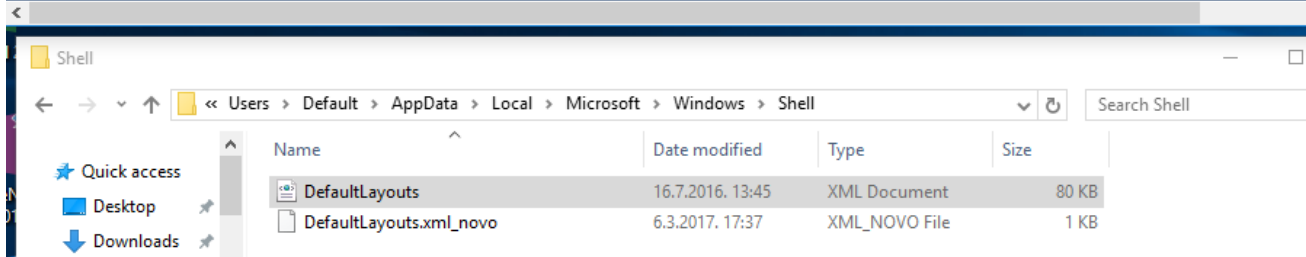 Shell
« Users > Default > AppData > Local > Microsoft > Windows > Shell
Search Shell
Name Date modified Type Size
Quick access
DefaultLayouts 16.7.2016. 13:45 XML Document 80 KB
Desktop
DefaultLayouts.xml_novo 6.3.2017. 17:37 XML_NOVO File 1 KB
Downloads